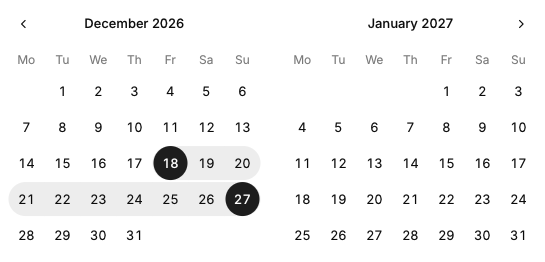 December 2026
Mo Tu We Th Fr Sa Su
1 2 3 4 5 6
7 8 9 10 11 12 13
14 15 16 17 18 19 20
21 22 23 24 25 26 27
28 29 30 31
January 2027
Mo Tu We Th Fr Sa Su
1 2 3
4 5 6 7 8 9 10
11 12 13 14 15 16 17
18 19 20 21 22 23 24
25 26 27 28 29 30 31